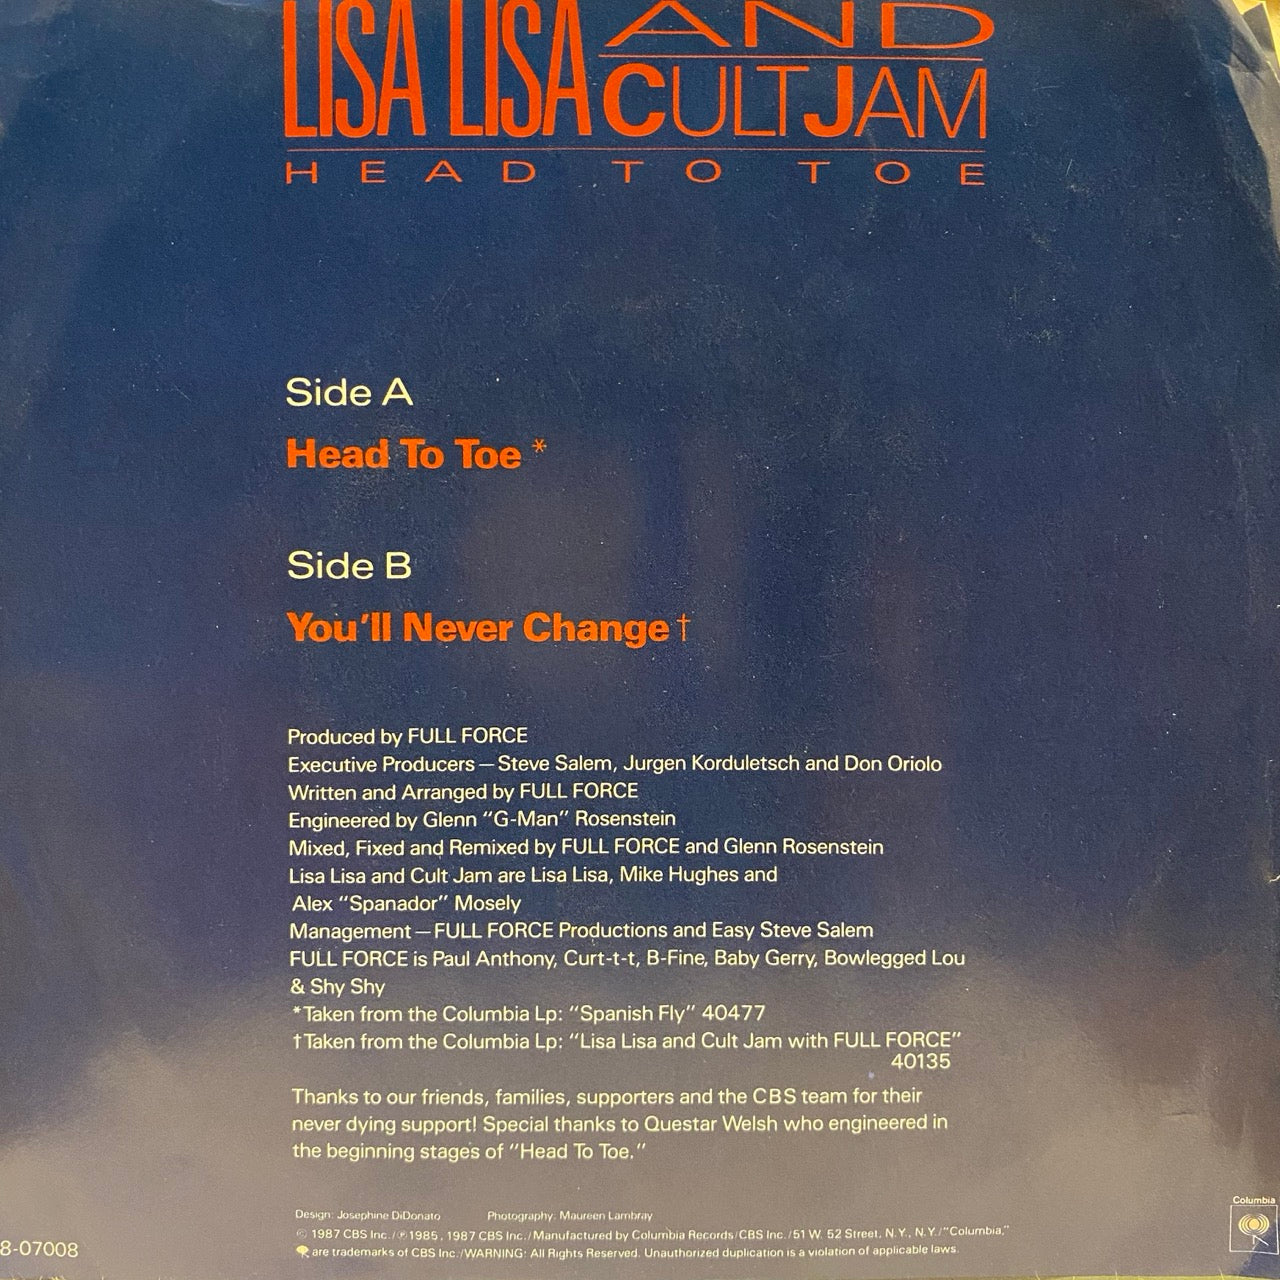 LISA LISA AND
CULT JAM
HEAD TO TOE
Side A
Head To Toe *
Side B
You'll Never Change †
Produced by FULL FORCE
Executive Producers—Steve Salem, Jurgen Korduletsch and Don Oriolo
Written and Arranged by FULL FORCE
Engineered by Glenn "G-Man" Rosenstein
Mixed, Fixed and Remixed by FULL FORCE and Glenn Rosenstein
Lisa Lisa and Cult Jam are Lisa Lisa, Mike Hughes and
Alex "Spanador" Mosely
Management—FULL FORCE Productions and Easy Steve Salem
FULL FORCE is Paul Anthony, Curt-t-t, B-Fine, Baby Gerry, Bowlegged Lou
& Shy Shy
*Taken from the Columbia Lp: "Spanish Fly" 40477
†Taken from the Columbia Lp: "Lisa Lisa and Cult Jam with FULL FORCE"
40135
Thanks to our friends, families, supporters and the CBS team for their
never dying support! Special thanks to Questar Welsh who engineered in
the beginning stages of "Head To Toe."
Design: Josephine DiDonato Photography: Maureen Lambray
© 1987 CBS Inc./℗ 1985, 1987 CBS Inc./Manufactured by Columbia Records/CBS Inc./51 W. 52 Street, N.Y., N.Y./"Columbia,"
are trademarks of CBS Inc./WARNING: All Rights Reserved. Unauthorized duplication is a violation of applicable laws.
8-07008
Columbia